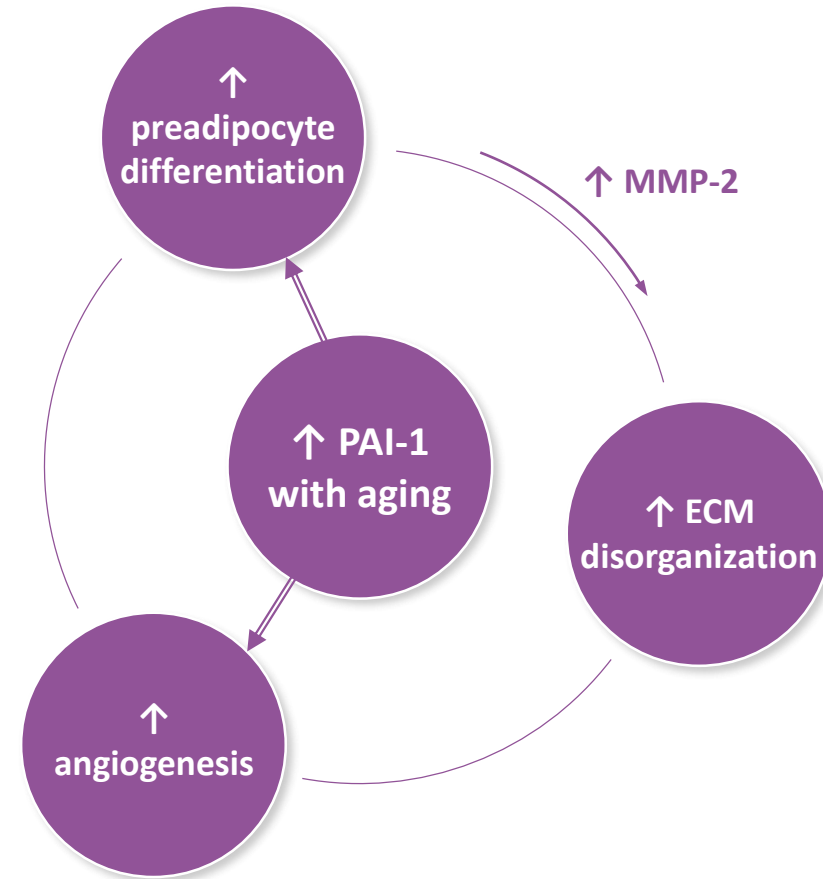 ↑
preadipocyte
differentiation
↑ MMP-2
↑ PAI-1
with aging
↑ ECM
disorganization
↑
angiogenesis